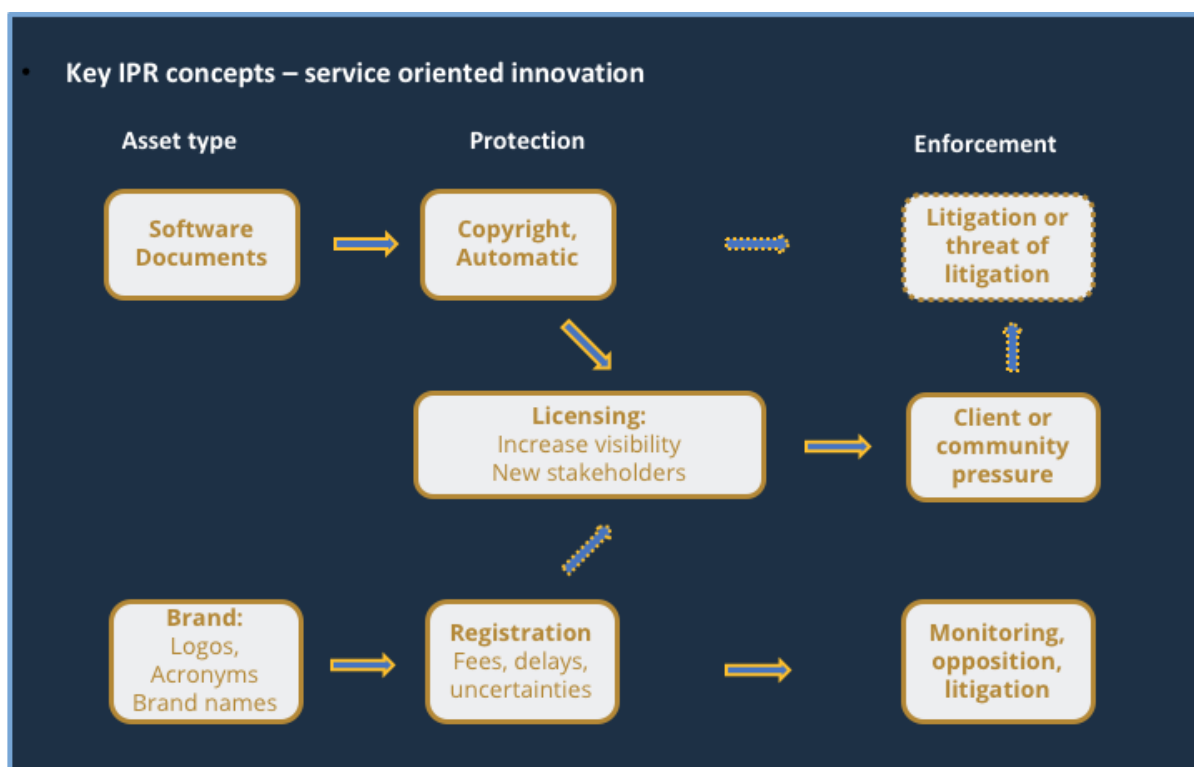 • Key IPR concepts – service oriented innovation
Asset type
Protection
Enforcement
Software
Documents
Copyright,
Automatic
Litigation or
threat of
litigation
Licensing:
Increase visibility
New stakeholders
Client or
community
pressure
Brand:
Logos,
Acronyms
Brand names
Registration
Fees, delays,
uncertainties
Monitoring,
opposition,
litigation